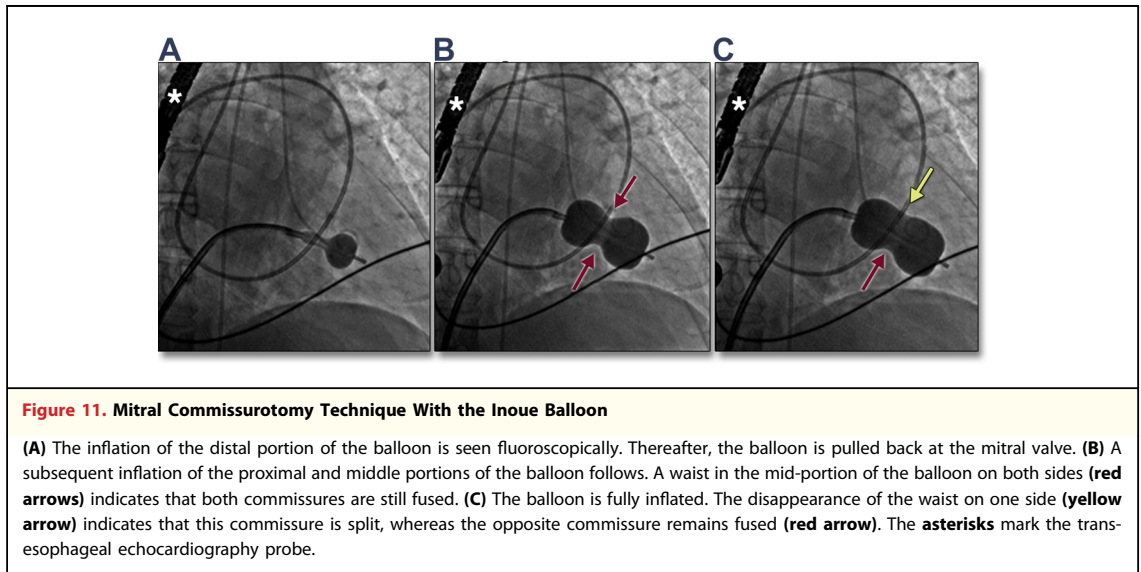 A B C
*
*
*
Figure 11. Mitral Commissurotomy Technique With the Inoue Balloon
(A) The inflation of the distal portion of the balloon is seen fluoroscopically. Thereafter, the balloon is pulled back at the mitral valve. (B) A
subsequent inflation of the proximal and middle portions of the balloon follows. A waist in the mid-portion of the balloon on both sides (red
arrows) indicates that both commissures are still fused. (C) The balloon is fully inflated. The disappearance of the waist on one side (yellow
arrow) indicates that this commissure is split, whereas the opposite commissure remains fused (red arrow). The asterisks mark the trans-
esophageal echocardiography probe.